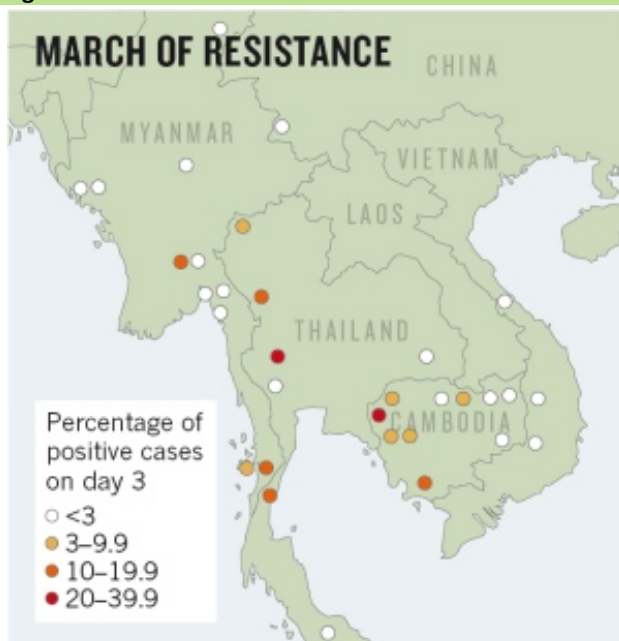 MARCH OF RESISTANCE
CHINA
MYANMAR
VIETNAM
LAOS
THAILAND
CAMBODIA
Percentage of
positive cases
on day 3
<3
3–9.9
10–19.9
20–39.9